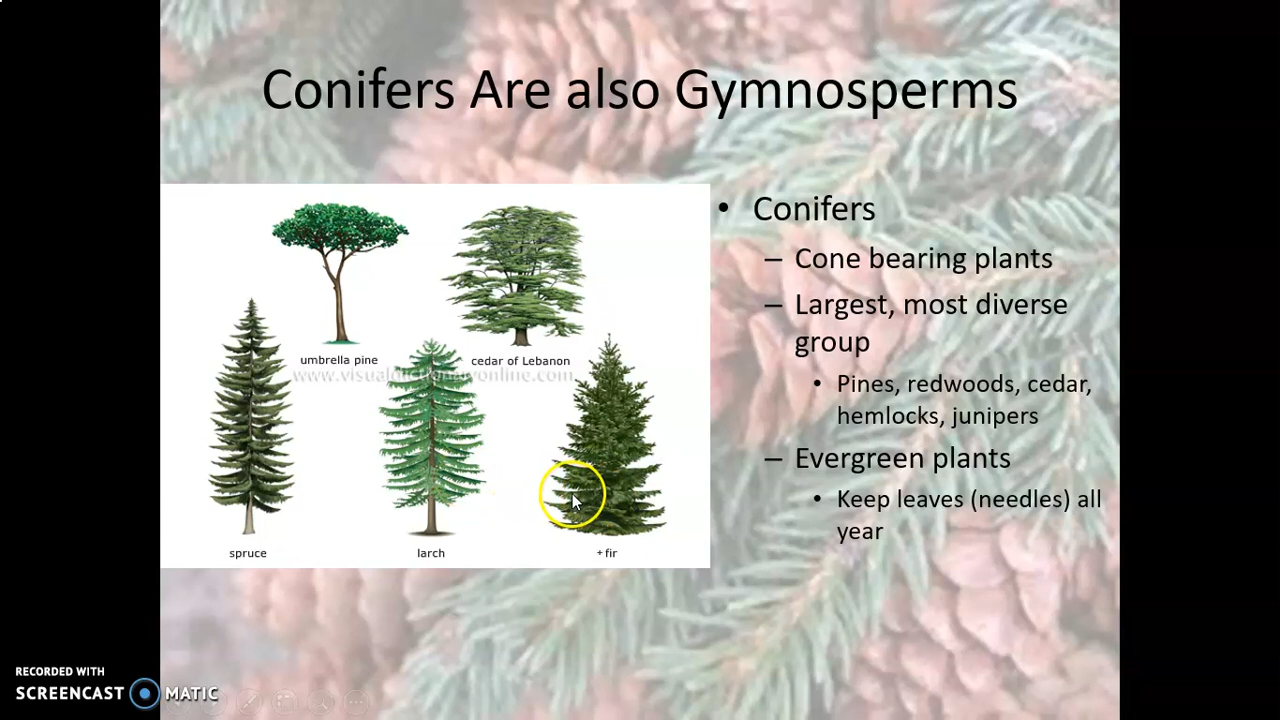 Conifers Are also Gymnosperms
umbrella pine
cedar of Lebanon
www.visualdictionaryonline.com
spruce
larch
+ fir
• Conifers
– Cone bearing plants
– Largest, most diverse
group
• Pines, redwoods, cedar,
hemlocks, junipers
– Evergreen plants
• Keep leaves (needles) all
year
RECORDED WITH
SCREENCAST MATIC